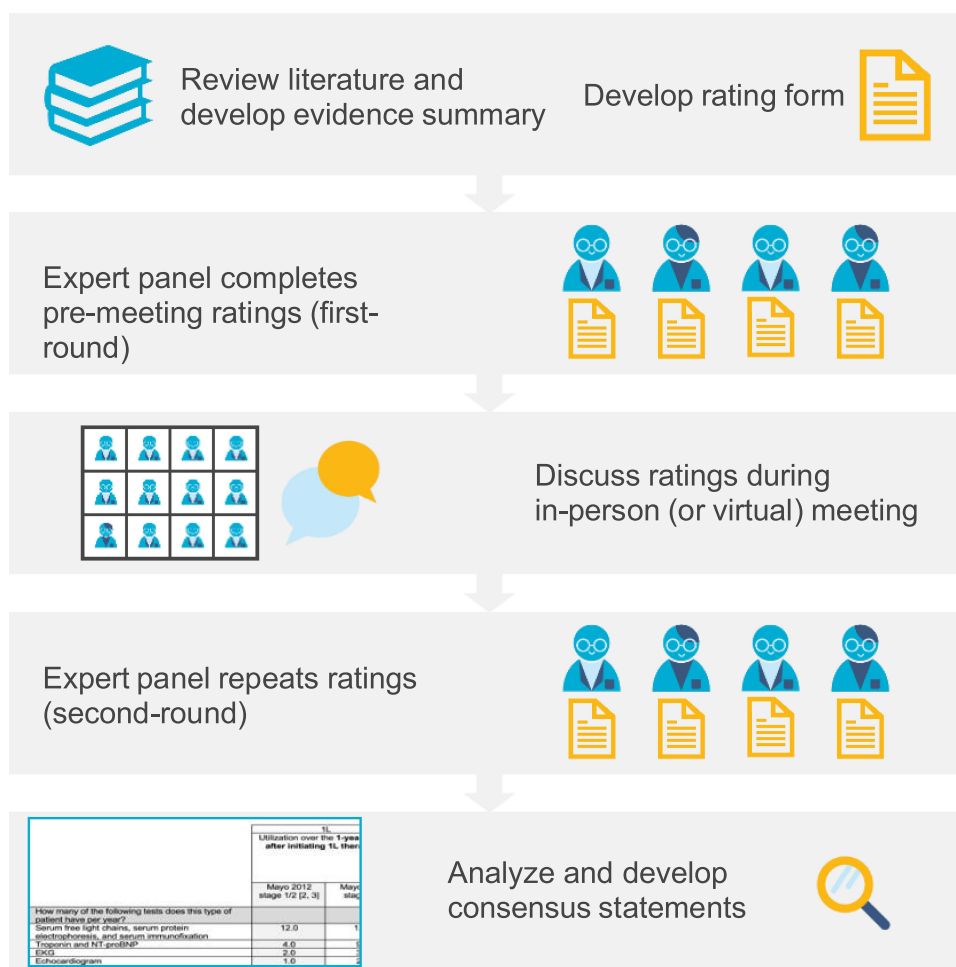 Review literature and
develop evidence summary
Develop rating form
Expert panel completes
pre-meeting ratings (first-
round)
Discuss ratings during
in-person (or virtual) meeting
Expert panel repeats ratings
(second-round)
1L
Utilization over the 1-yea
after initiating 1L ther
Mayo 2012
stage 1/2 [2, 3]
How many of the following tests does this type of
patient have per year?
Serum free light chains, serum protein
electrophoresis, and serum immunofixation
12.0
Troponin and NT-proBNP
4.0
EKG
2.0
Echocardiogram
1.0
Analyze and develop
consensus statements